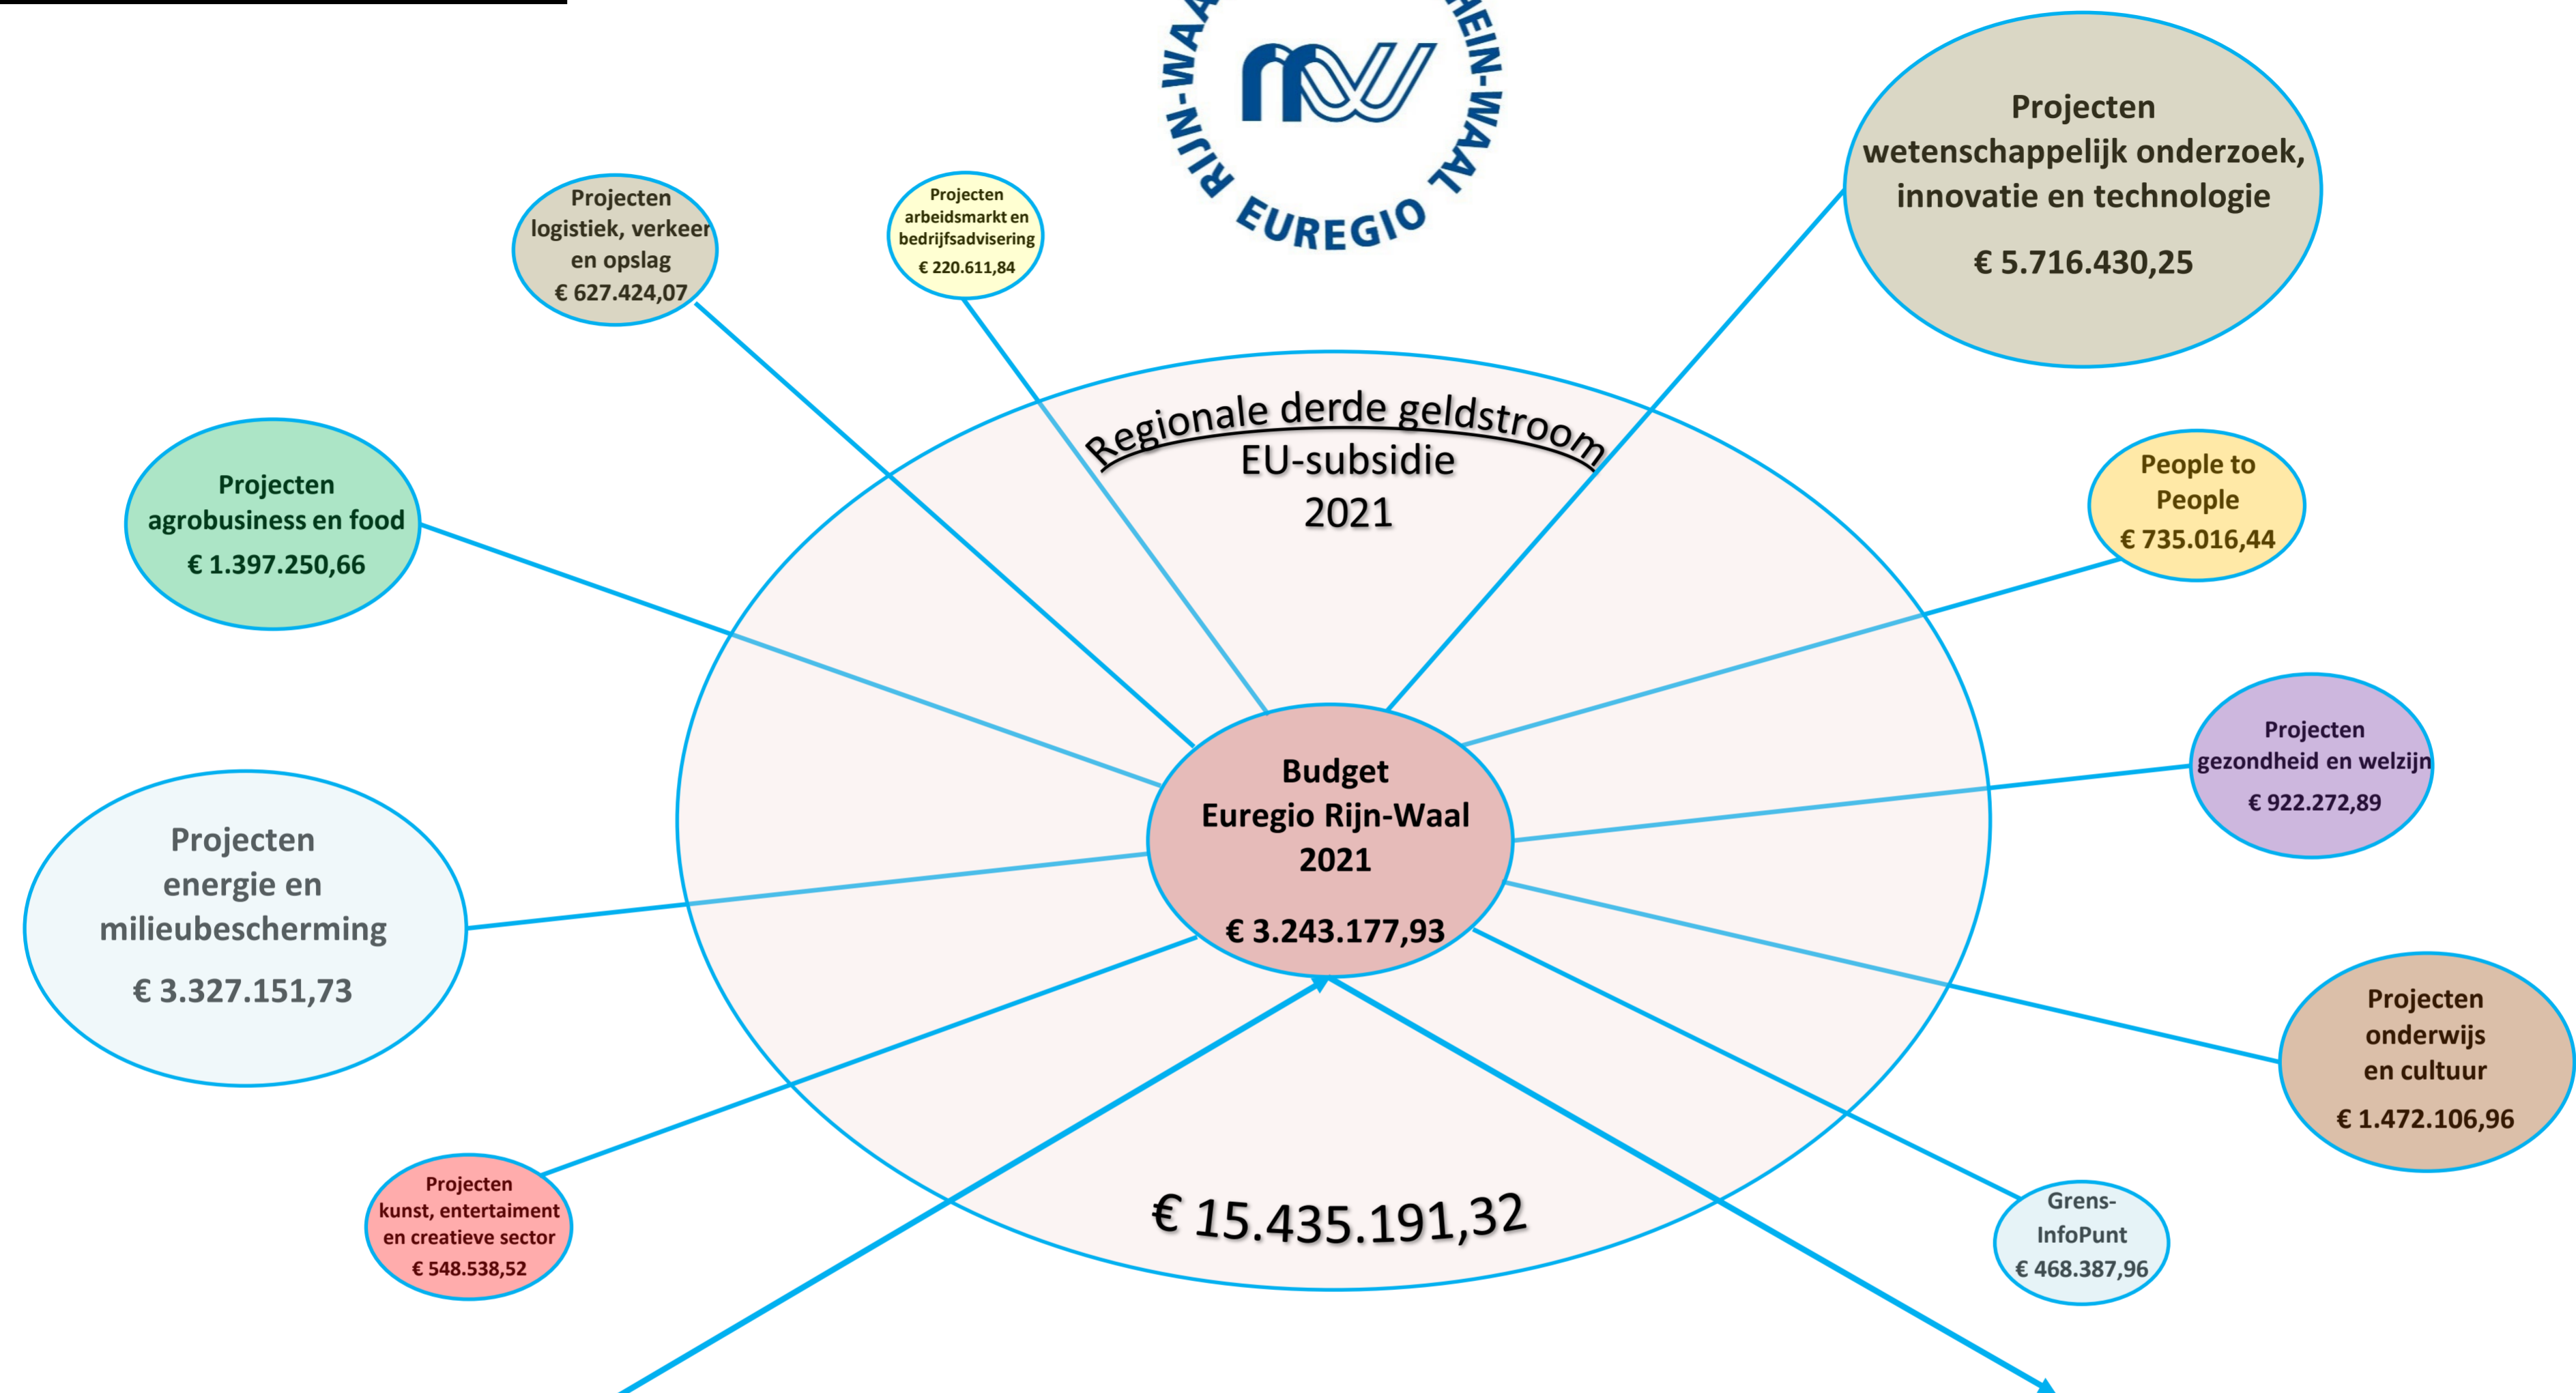 RIJN-WAA
HEIN-WAAL
EUREGIO
Projecten
wetenschappelijk onderzoek,
innovatie en technologie
€ 5.716.430,25
Projecten
logistiek, verkeer
en opslag
€ 627.424,07
Projecten
arbeidsmarkt en
bedrijfsadvisering
€ 220.611,84
Regionale derde geldstroom
EU-subsidie
2021
Projecten
agrobusiness en food
€ 1.397.250,66
People to
People
€ 735.016,44
Projecten
gezondheid en welzijn
€ 922.272,89
Budget
Euregio Rijn-Waal
2021
€ 3.243.177,93
Projecten
energie en
milieubescherming
€ 3.327.151,73
Projecten
onderwijs
en cultuur
€ 1.472.106,96
Projecten
kunst, entertaiment
en creatieve sector
€ 548.538,52
€ 15.435.191,32
Grens-
InfoPunt
€ 468.387,96